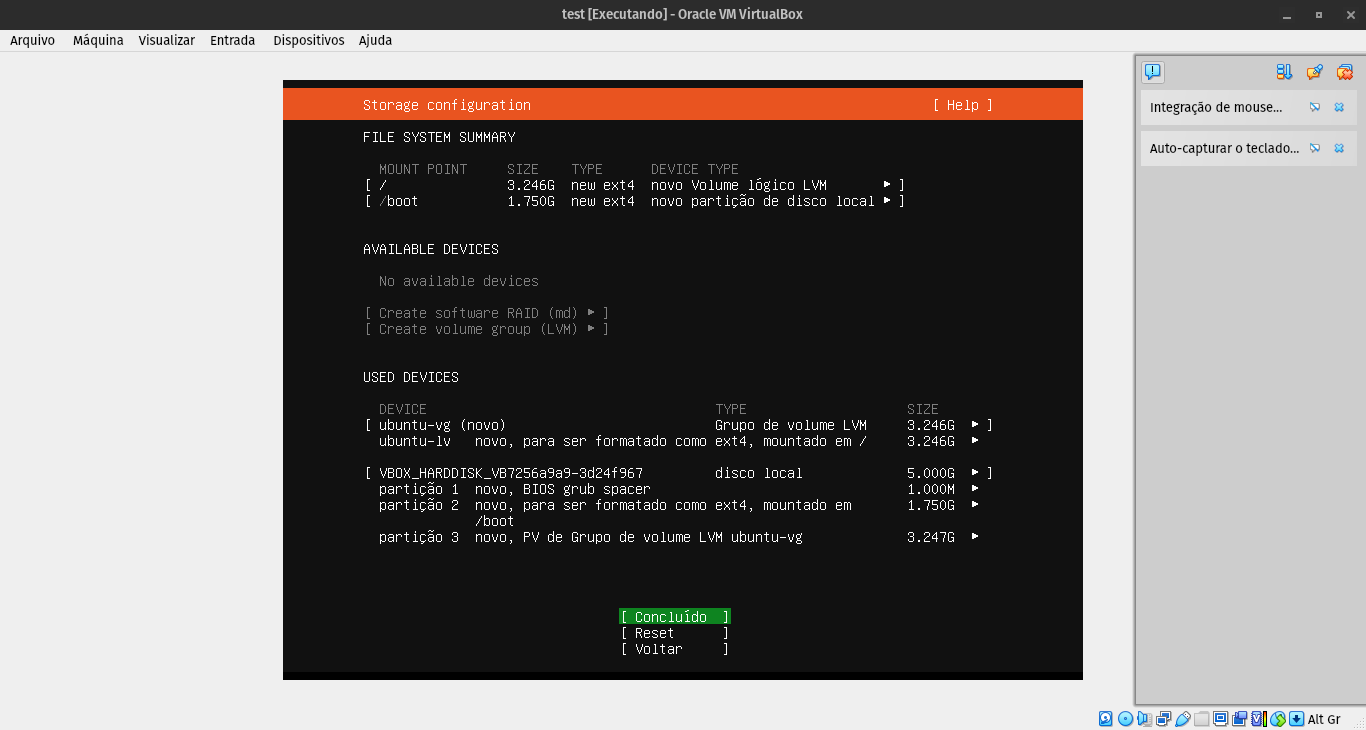 test [Executando] - Oracle VM VirtualBox
Arquivo Máquina Visualizar Entrada Dispositivos Ajuda
Storage configuration [ Help ]
FILE SYSTEM SUMMARY
MOUNT POINT SIZE TYPE DEVICE TYPE
[ / 3.246G new ext4 novo Volume lógico LVM ▸ ]
[ /boot 1.750G new ext4 novo partição de disco local ▸ ]
AVAILABLE DEVICES
No available devices
[ Create software RAID (md) ▸ ]
[ Create volume group (LVM) ▸ ]
USED DEVICES
DEVICE TYPE SIZE
[ ubuntu-vg (novo) Grupo de volume LVM 3.246G ▸ ]
ubuntu-lv novo, para ser formatado como ext4, mountado em / 3.246G ▸
[ VBOX_HARDDISK_VB7256a9a9-3d24f967 disco local 5.000G ▸ ]
partição 1 novo, BIOS grub spacer 1.000M ▸
partição 2 novo, para ser formatado como ext4, mountado em 1.750G ▸
/boot
partição 3 novo, PV de Grupo de volume LVM ubuntu-vg 3.247G ▸
[ Concluído ]
[ Reset ]
[ Voltar ]
Integração de mouse...
Auto-capturar o teclado...
Alt Gr